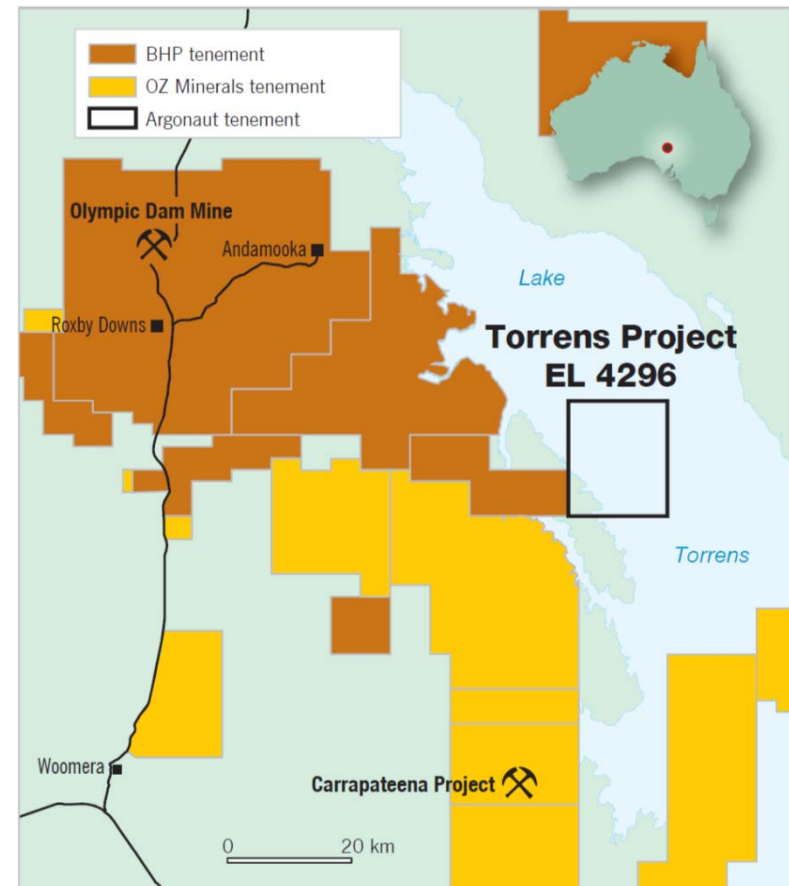 BHP tenement
OZ Minerals tenement
Argonaut tenement
Olympic Dam Mine
Andamooka
Lake
Roxby Downs
Torrens Project
EL 4296
Torrens
Woomera
Carrapateena Project
0 20 km